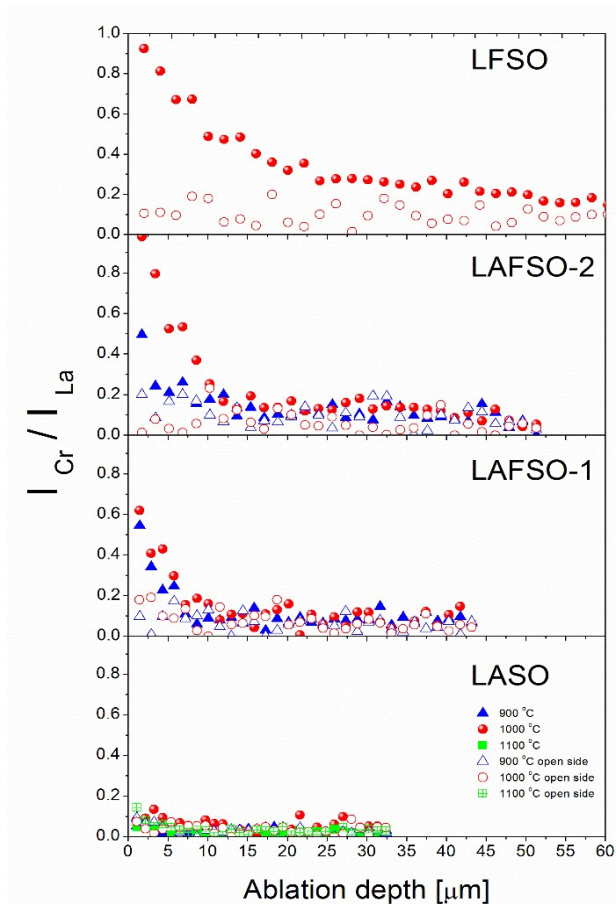 1.0
LFSO
0.8
0.6
0.4
0.2
0.0
LAFSO-2
0.8
0.6
0.4
0.2
0.0
LAFSO-1
0.8
0.6
0.4
0.2
0.0
LASO
0.8
0.6
0.4
0.2
0.0
900 °C
1000 °C
1100 °C
900 °C open side
1000 °C open side
1100 °C open side
0 5 10 15 20 25 30 35 40 45 50 55 60
I Cr / I La
Ablation depth [μm]